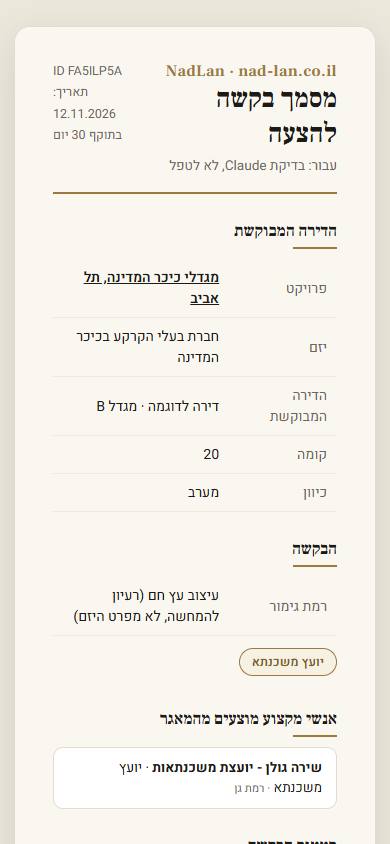 NadLan · nad-lan.co.il
מסמך בקשה
להצעה
עבור: בדיקת Claude, לא לטפל
ID FA5ILP5A
תאריך:
12.11.2026
בתוקף 30 יום
הדירה המבוקשת
פרויקט
מגדלי כיכר המדינה, תל
אביב
יזם
חברת בעלי הקרקע בכיכר
המדינה
הדירה
המבוקשת
דירה לדוגמה · מגדל B
קומה
20
כיוון
מערב
הבקשה
רמת גימור
עיצוב עץ חם (רעיון
להמחשה, לא מפרט היזם)
יועץ משכנתא
אנשי מקצוע מוצעים מהמאגר
שירה גולן - יועצת משכנתאות · יועץ
משכנתא · רמת גן